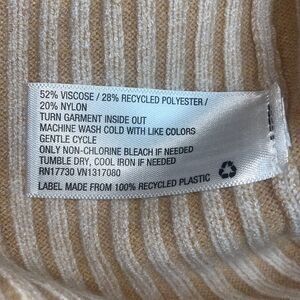 52% VISCOSE / 28% RECYCLED POLYESTER /
20% NYLON
TURN GARMENT INSIDE OUT
MACHINE WASH COLD WITH LIKE COLORS
GENTLE CYCLE
ONLY NON-CHLORINE BLEACH IF NEEDED
TUMBLE DRY, COOL IRON IF NEEDED
RN17730 VN1317080
LABEL MADE FROM 100% RECYCLED PLASTIC